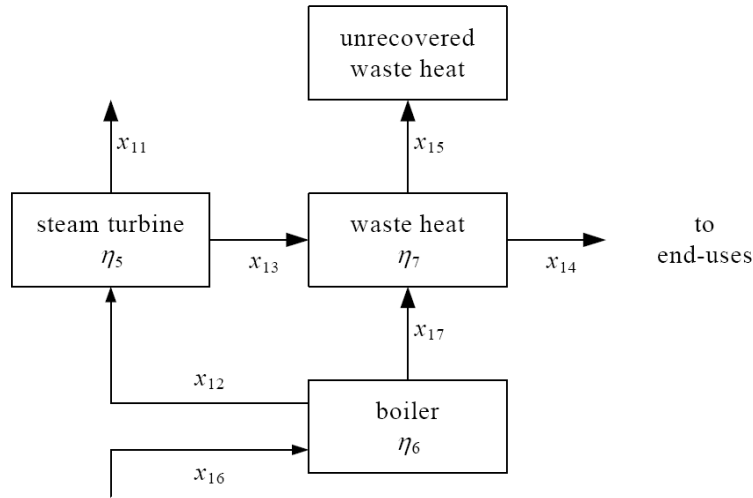 unrecovered
waste heat
x11
x15
steam turbine
η5
waste heat
η7
to
end-uses
x13
x14
x17
x12
boiler
η6
x16